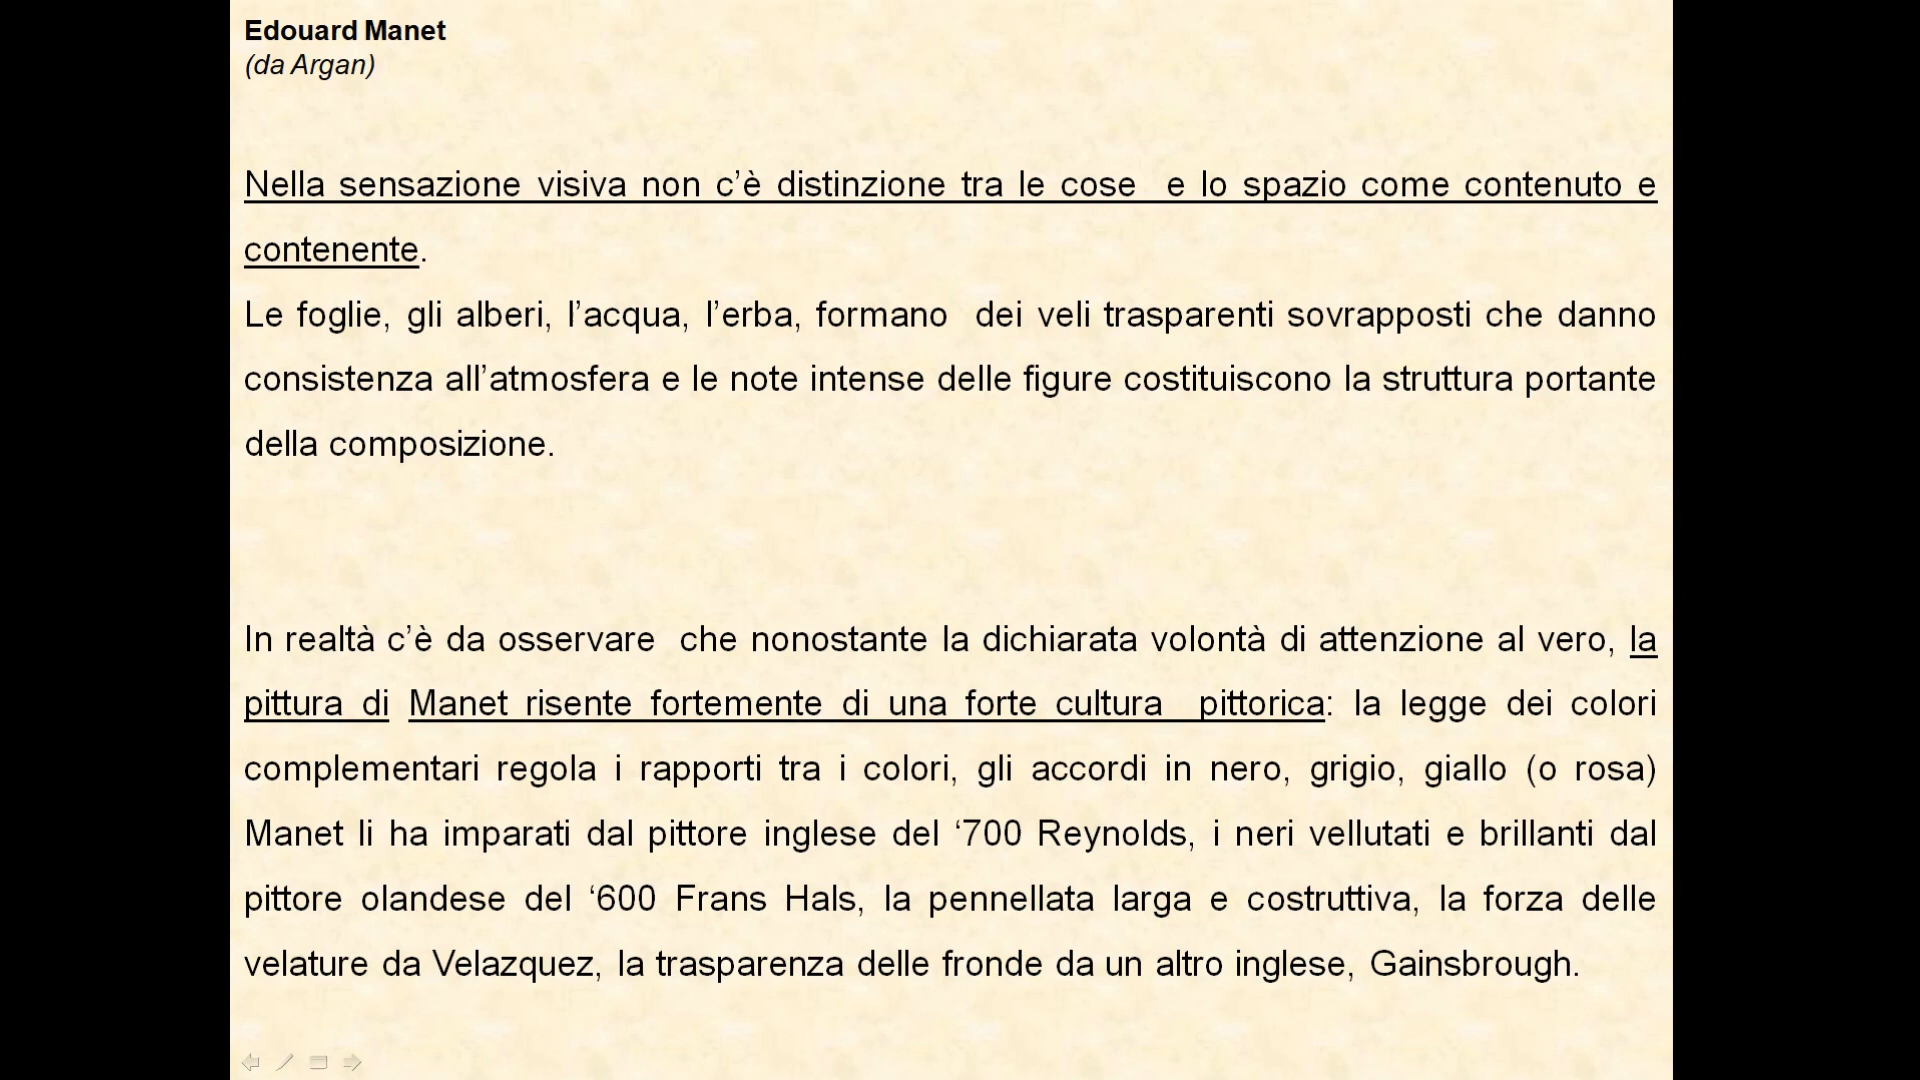 Edouard Manet
(da Argan)
Nella sensazione visiva non c’è distinzione tra le cose e lo spazio come contenuto e
contenente.
Le foglie, gli alberi, l’acqua, l’erba, formano dei veli trasparenti sovrapposti che danno
consistenza all’atmosfera e le note intense delle figure costituiscono la struttura portante
della composizione.
In realtà c’è da osservare che nonostante la dichiarata volontà di attenzione al vero, la
pittura di Manet risente fortemente di una forte cultura pittorica: la legge dei colori
complementari regola i rapporti tra i colori, gli accordi in nero, grigio, giallo (o rosa)
Manet li ha imparati dal pittore inglese del ‘700 Reynolds, i neri vellutati e brillanti dal
pittore olandese del ‘600 Frans Hals, la pennellata larga e costruttiva, la forza delle
velature da Velazquez, la trasparenza delle fronde da un altro inglese, Gainsbrough.